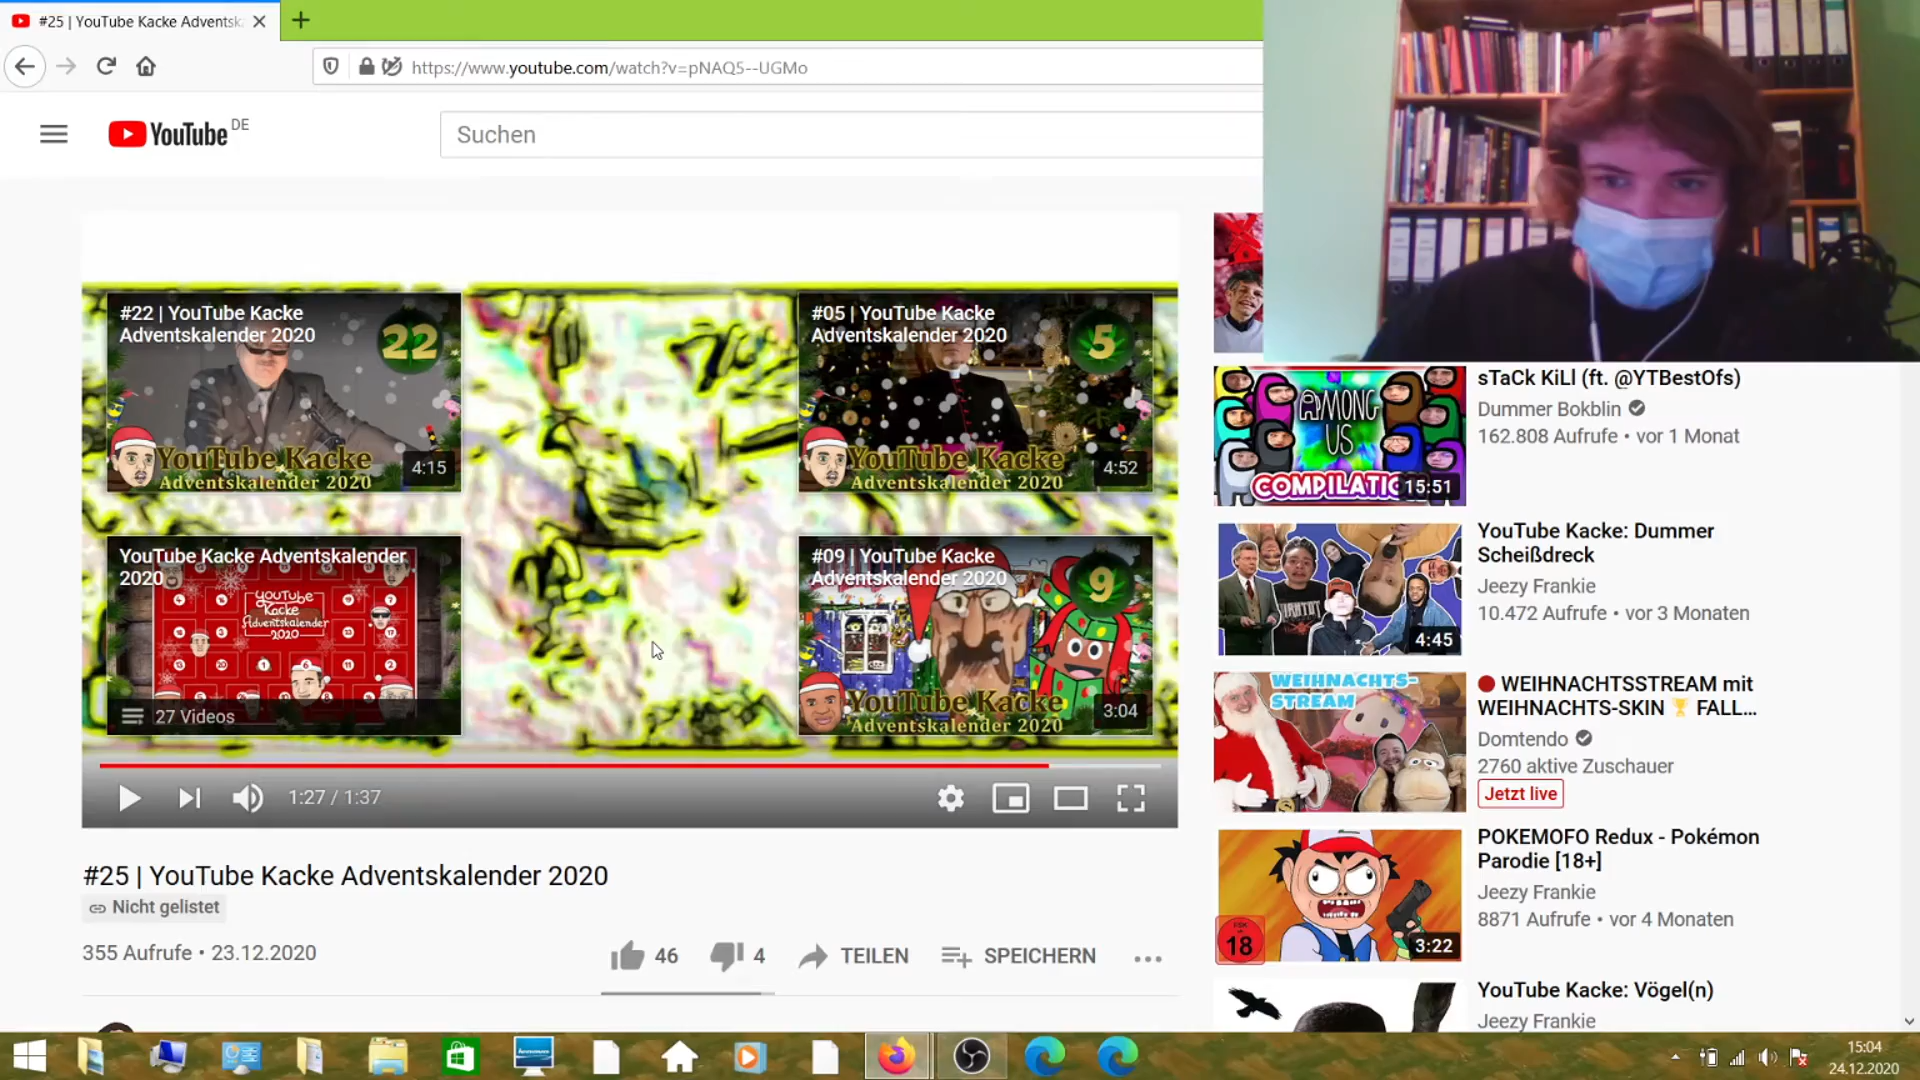 #25 | YouTube Kacke Adventsk
https://www.youtube.com/watch?v=pNAQ5--UGMo
YouTube DE
Suchen
#22 | YouTube Kacke
Adventskalender 2020
22
YouTube Kacke
Adventskalender 2020
4:15
#05 | YouTube Kacke
Adventskalender 2020
5
YouTube Kacke
Adventskalender 2020
4:52
YouTube Kacke Adventskalender
2020
YouTube
Kacke
Adventskalender
2020
27 Videos
#09 | YouTube Kacke
Adventskalender 2020
9
YouTube Kacke
Adventskalender 2020
3:04
1:27 / 1:37
#25 | YouTube Kacke Adventskalender 2020
Nicht gelistet
355 Aufrufe • 23.12.2020
46
4
TEILEN
SPEICHERN
AMONG
US
COMPILATIO
15:51
sTaCk KiLl (ft. @YTBestOfs)
Dummer Bokblin
162.808 Aufrufe • vor 1 Monat
4:45
YouTube Kacke: Dummer
Scheißdreck
Jeezy Frankie
10.472 Aufrufe • vor 3 Monaten
WEIHNACHTS-
STREAM
WEIHNACHTSSTREAM mit
WEIHNACHTS-SKIN 🏆 FALL...
Domtendo
2760 aktive Zuschauer
Jetzt live
18
3:22
POKEMOFO Redux - Pokémon
Parodie [18+]
Jeezy Frankie
8871 Aufrufe • vor 4 Monaten
YouTube Kacke: Vögel(n)
Jeezy Frankie
15:04
24.12.2020